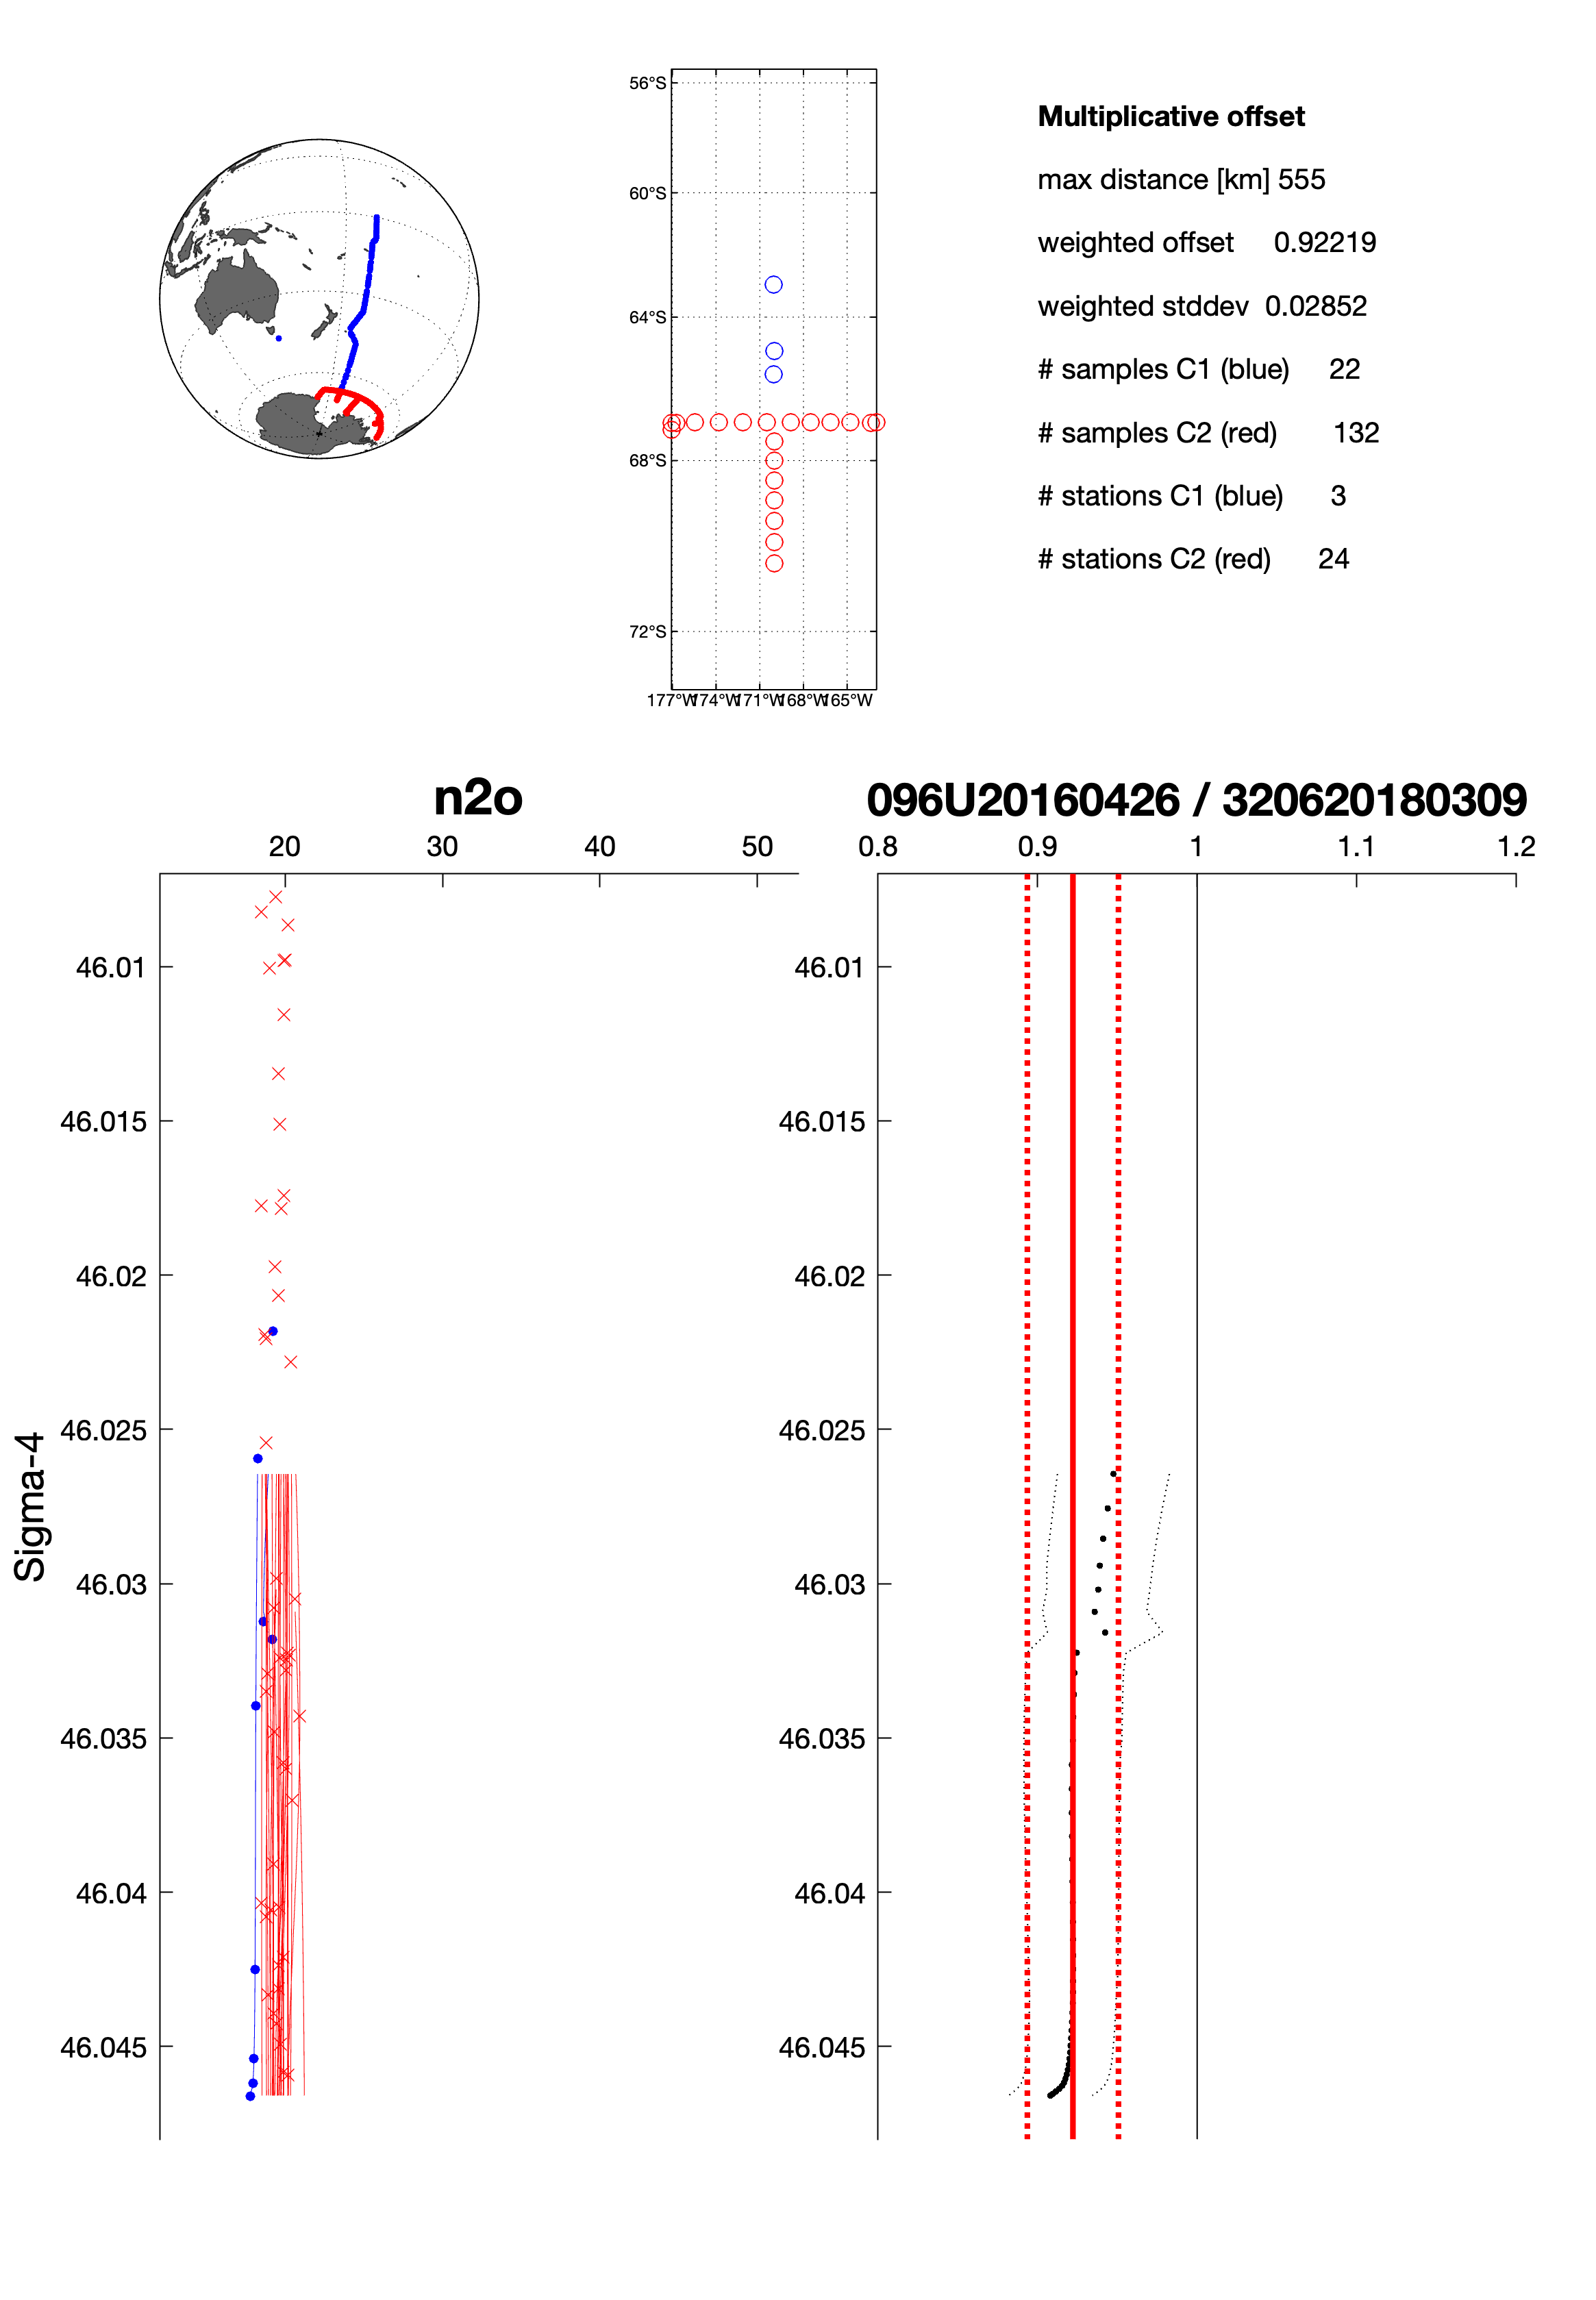 56°S
60°S
64°S
68°S
72°S
177°W 174°W 171°W 168°W 165°W
Multiplicative offset
max distance [km] 555
weighted offset 0.92219
weighted stddev 0.02852
# samples C1 (blue) 22
# samples C2 (red) 132
# stations C1 (blue) 3
# stations C2 (red) 24
n2o
20 30 40 50
Sigma-4
46.01
46.015
46.02
46.025
46.03
46.035
46.04
46.045
096U20160426 / 320620180309
0.8 0.9 1 1.1 1.2
46.01
46.015
46.02
46.025
46.03
46.035
46.04
46.045